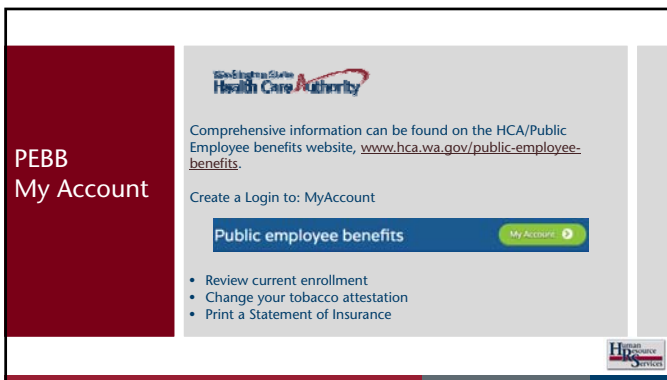 Washington State
Health Care Authority
PEBB
My Account
Comprehensive information can be found on the HCA/Public
Employee benefits website, www.hca.wa.gov/public-employee-
benefits.
Create a Login to: MyAccount
Public employee benefits
My Account
• Review current enrollment
• Change your tobacco attestation
• Print a Statement of Insurance
Human
Resource
Services